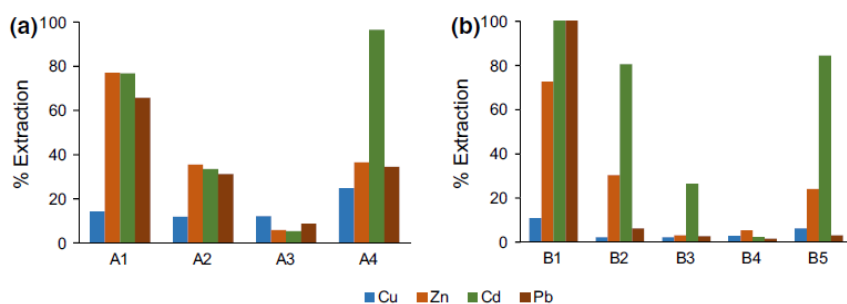 (a)
% Extraction
100
80
60
40
20
0
A1 A2 A3 A4
(b)
% Extraction
100
80
60
40
20
0
B1 B2 B3 B4 B5
Cu Zn Cd Pb